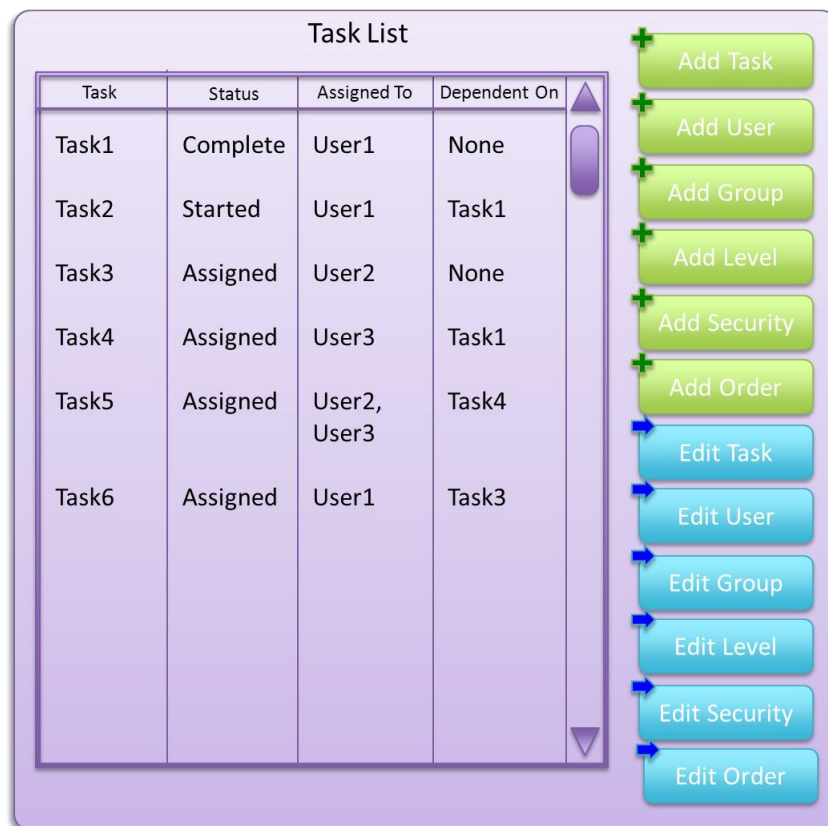 Task List
Task Status Assigned To Dependent On
Task1 Complete User1 None
Task2 Started User1 Task1
Task3 Assigned User2 None
Task4 Assigned User3 Task1
Task5 Assigned User2, Task4
User3
Task6 Assigned User1 Task3
Add Task
Add User
Add Group
Add Level
Add Security
Add Order
Edit Task
Edit User
Edit Group
Edit Level
Edit Security
Edit Order